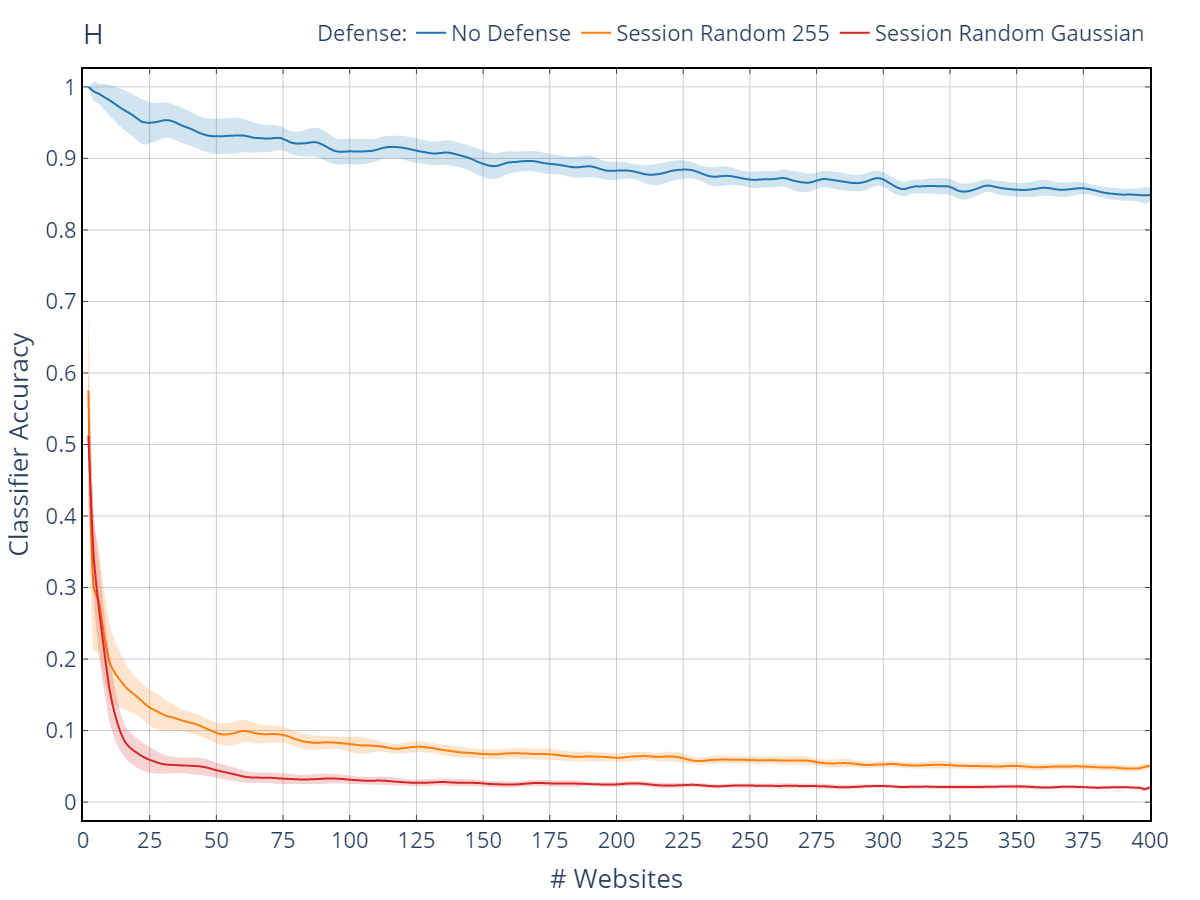 H
Defense: No Defense Session Random 255 Session Random Gaussian
Classifier Accuracy
1
0.9
0.8
0.7
0.6
0.5
0.4
0.3
0.2
0.1
0
0 25 50 75 100 125 150 175 200 225 250 275 300 325 350 375 400
# Websites